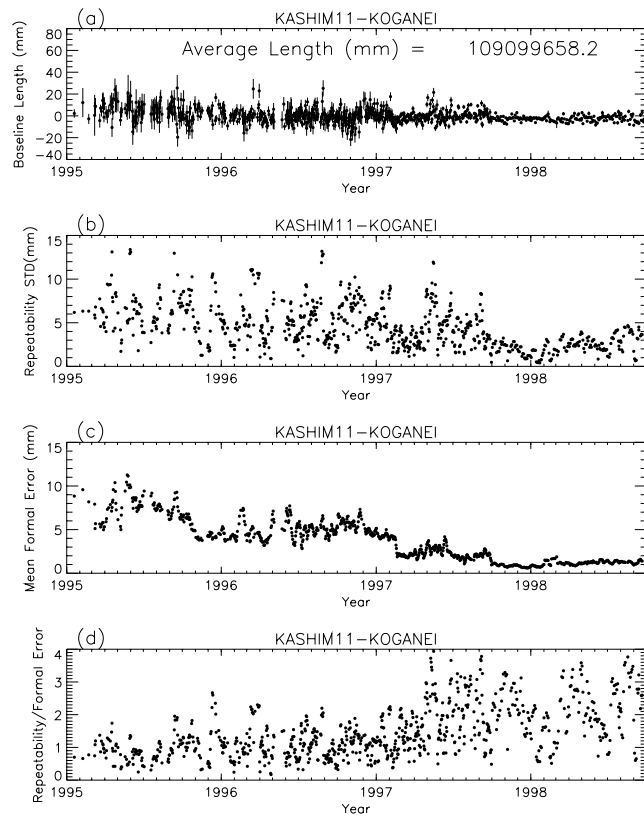 (a) KASHIM11-KOGANEI
Baseline Length (mm)
80
60
40
20
0
-20
-40
Average Length (mm) = 109099658.2
1995 1996 1997 1998
Year
(b) KASHIM11-KOGANEI
Repeatability STD(mm)
15
10
5
0
1995 1996 1997 1998
Year
(c) KASHIM11-KOGANEI
Mean Formal Error (mm)
15
10
5
0
1995 1996 1997 1998
Year
(d) KASHIM11-KOGANEI
Repeatability/Formal Error
4
3
2
1
0
1995 1996 1997 1998
Year